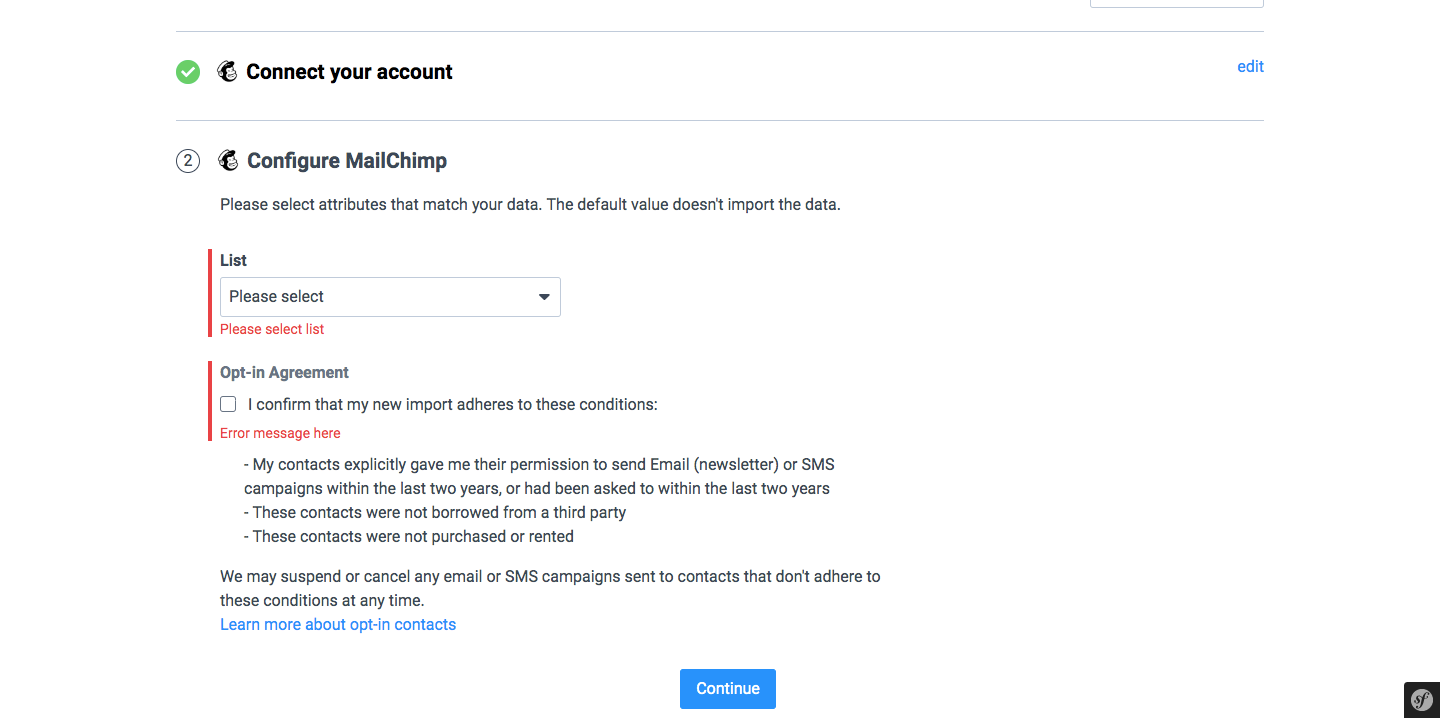 Connect your account
edit
2
Configure MailChimp
Please select attributes that match your data. The default value doesn't import the data.
List
Please select
Please select list
Opt-in Agreement
I confirm that my new import adheres to these conditions:
Error message here
- My contacts explicitly gave me their permission to send Email (newsletter) or SMS
campaigns within the last two years, or had been asked to within the last two years
- These contacts were not borrowed from a third party
- These contacts were not purchased or rented
We may suspend or cancel any email or SMS campaigns sent to contacts that don't adhere to
these conditions at any time.
Learn more about opt-in contacts
Continue
sf